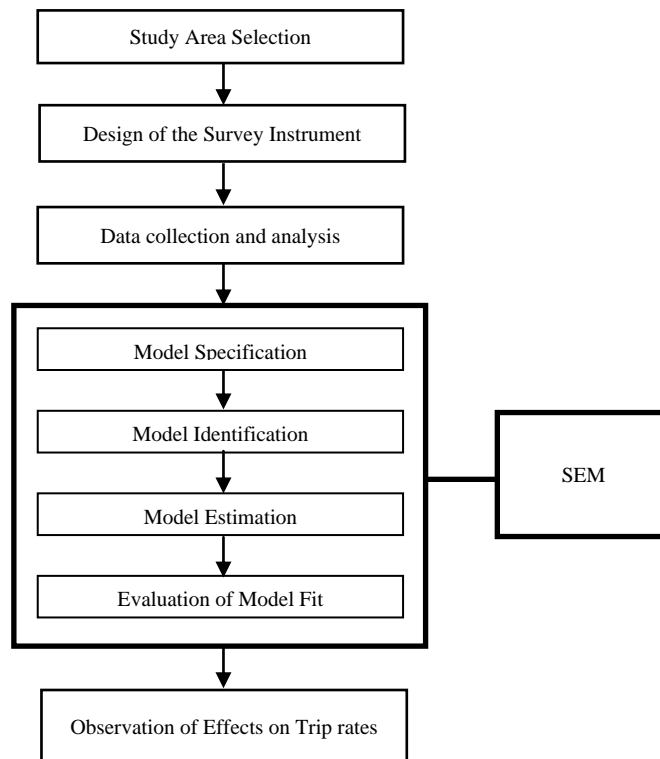 Study Area Selection
Design of the Survey Instrument
Data collection and analysis
Model Specification
Model Identification
Model Estimation
Evaluation of Model Fit
SEM
Observation of Effects on Trip rates